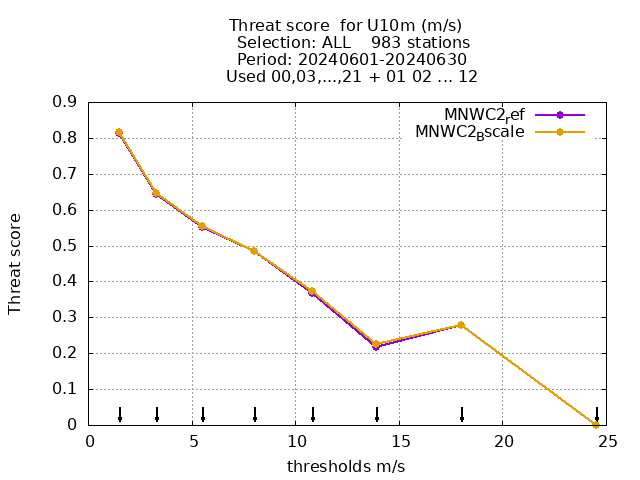 Threat score  for U10m (m/s)
Selection: ALL    983 stations
Period: 20240601-20240630
Used 00,03,...,21 + 01 02 ... 12
MNWC2ref
MNWC2Bscale
0.9
0.8
0.7
0.6
0.5
0.4
0.3
0.2
0.1
0
Threat score
0 5 10 15 20 25
thresholds m/s